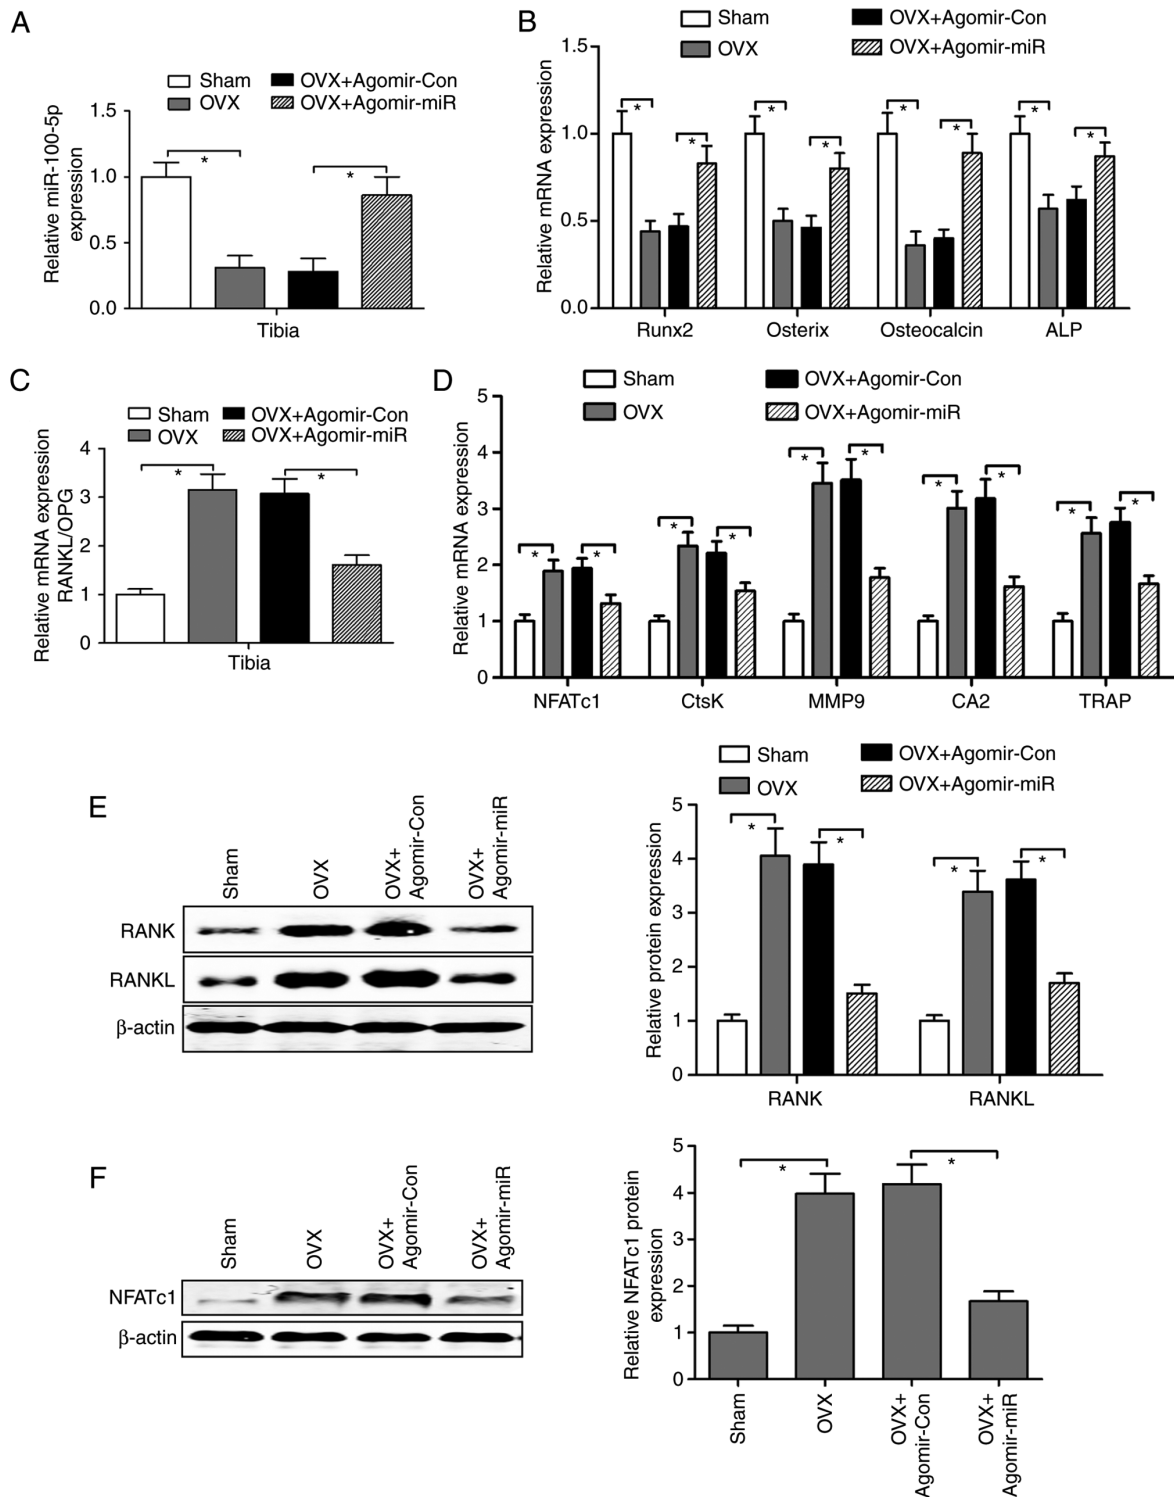 A
Sham
OVX+Agomir-Con
OVX
OVX+Agomir-miR
Relative miR-100-5p
expression
1.5
1.0
0.5
0.0
*
*
Tibia
B
Sham
OVX+Agomir-Con
OVX
OVX+Agomir-miR
Relative mRNA expression
1.5
1.0
0.5
0.0
* * * * * * * *
Runx2 Osterix Osteocalcin ALP
C
Sham
OVX+Agomir-Con
OVX
OVX+Agomir-miR
Relative mRNA expression
RANKL/OPG
4
3
2
1
0
* *
Tibia
D
Sham
OVX+Agomir-Con
OVX
OVX+Agomir-miR
Relative mRNA expression
5
4
3
2
1
0
* * * * * * * * * *
NFATc1 CtsK MMP9 CA2 TRAP
E
Sham
OVX
OVX+
Agomir-Con
OVX+
Agomir-miR
RANK
RANKL
β-actin
Sham
OVX+Agomir-Con
OVX
OVX+Agomir-miR
Relative protein expression
5
4
3
2
1
0
* * * *
RANK RANKL
F
Sham
OVX
OVX+
Agomir-Con
OVX+
Agomir-miR
NFATc1
β-actin
Relative NFATc1 protein
expression
5
4
3
2
1
0
* *
Sham
OVX
OVX+
Agomir-Con
OVX+
Agomir-miR